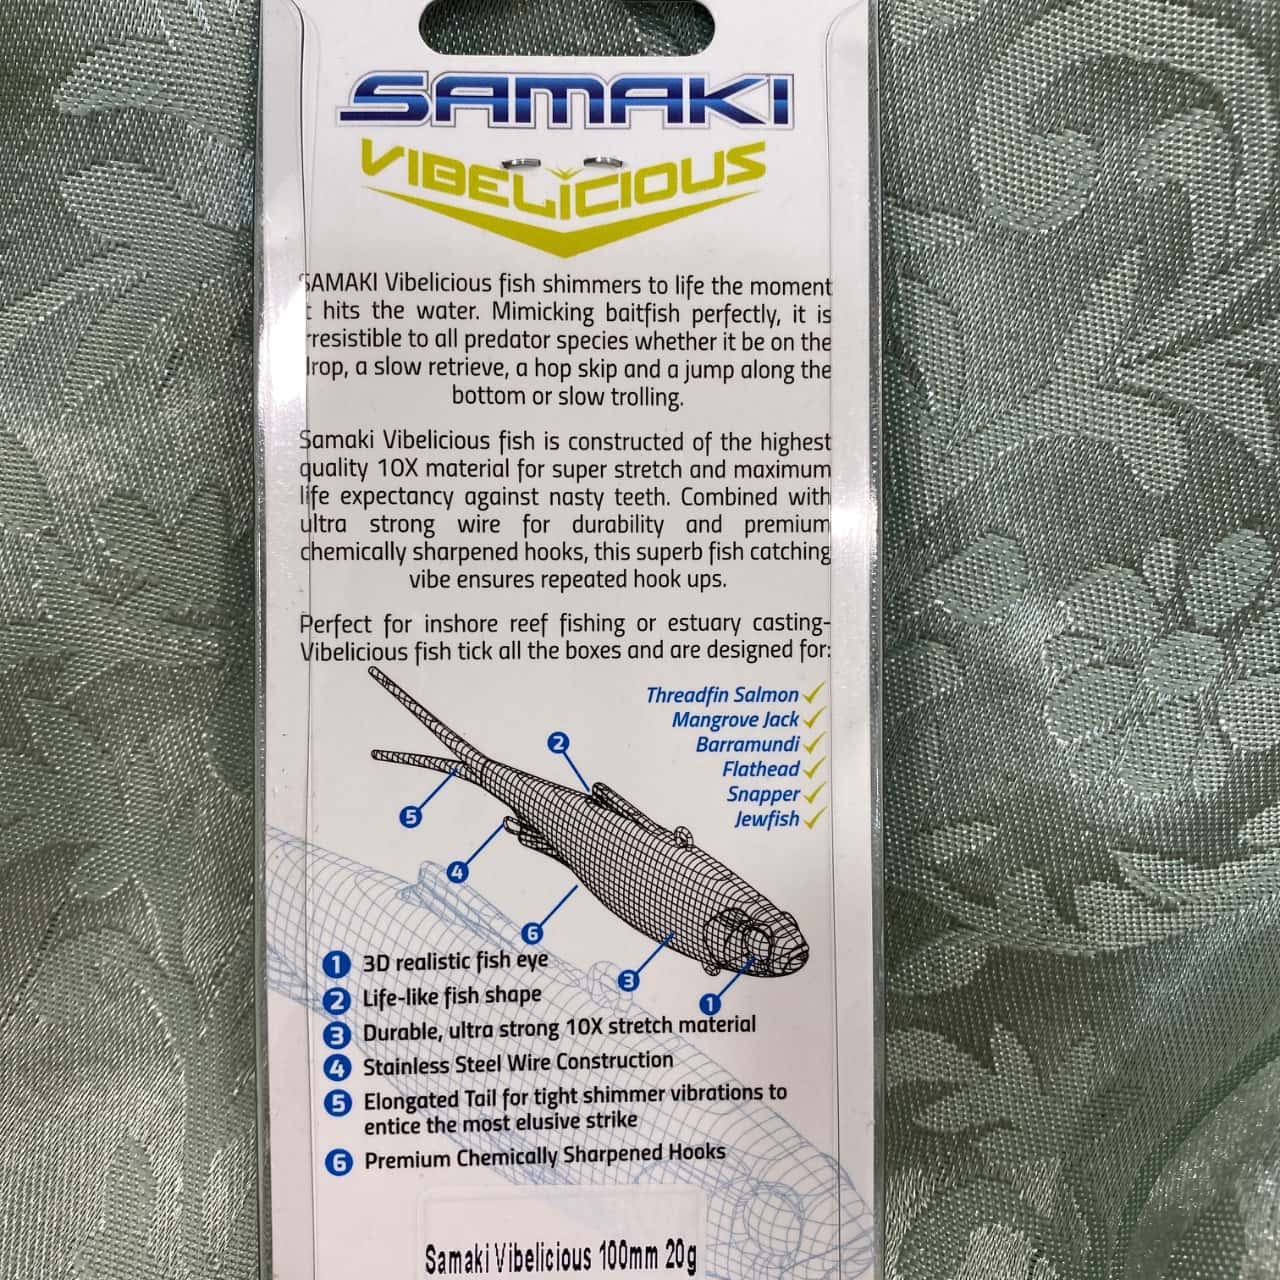 SAMAKI
VIBELICIOUS
SAMAKI Vibelicious fish shimmers to life the moment
it hits the water. Mimicking baitfish perfectly, it is
irresistible to all predator species whether it be on the
drop, a slow retrieve, a hop skip and a jump along the
bottom or slow trolling.
Samaki Vibelicious fish is constructed of the highest
quality 10X material for super stretch and maximum
life expectancy against nasty teeth. Combined with
ultra strong wire for durability and premium
chemically sharpened hooks, this superb fish catching
vibe ensures repeated hook ups.
Perfect for inshore reef fishing or estuary casting-
Vibelicious fish tick all the boxes and are designed for:
Threadfin Salmon
Mangrove Jack
Barramundi
Flathead
Snapper
Jewfish
2
5
4
6
3
1
1 3D realistic fish eye
2 Life-like fish shape
3 Durable, ultra strong 10X stretch material
4 Stainless Steel Wire Construction
5 Elongated Tail for tight shimmer vibrations to
entice the most elusive strike
6 Premium Chemically Sharpened Hooks
Samaki Vibelicious 100mm 20g